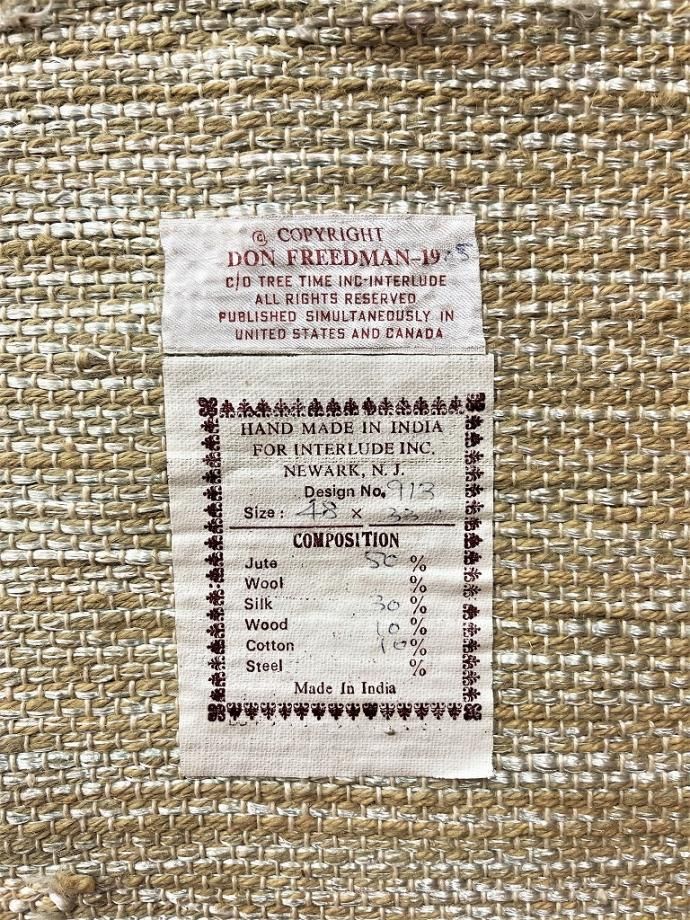 © COPYRIGHT
DON FREEDMAN-19 5
C/O TREE TIME INC-INTERLUDE
ALL RIGHTS RESERVED
PUBLISHED SIMULTANEOUSLY IN
UNITED STATES AND CANADA
HAND MADE IN INDIA
FOR INTERLUDE INC.
NEWARK, N. J.
Design No. 913
Size: 48 x
COMPOSITION
Jute 50 %
Wool %
Silk 30 %
Wood 10 %
Cotton 10 %
Steel %
Made In India